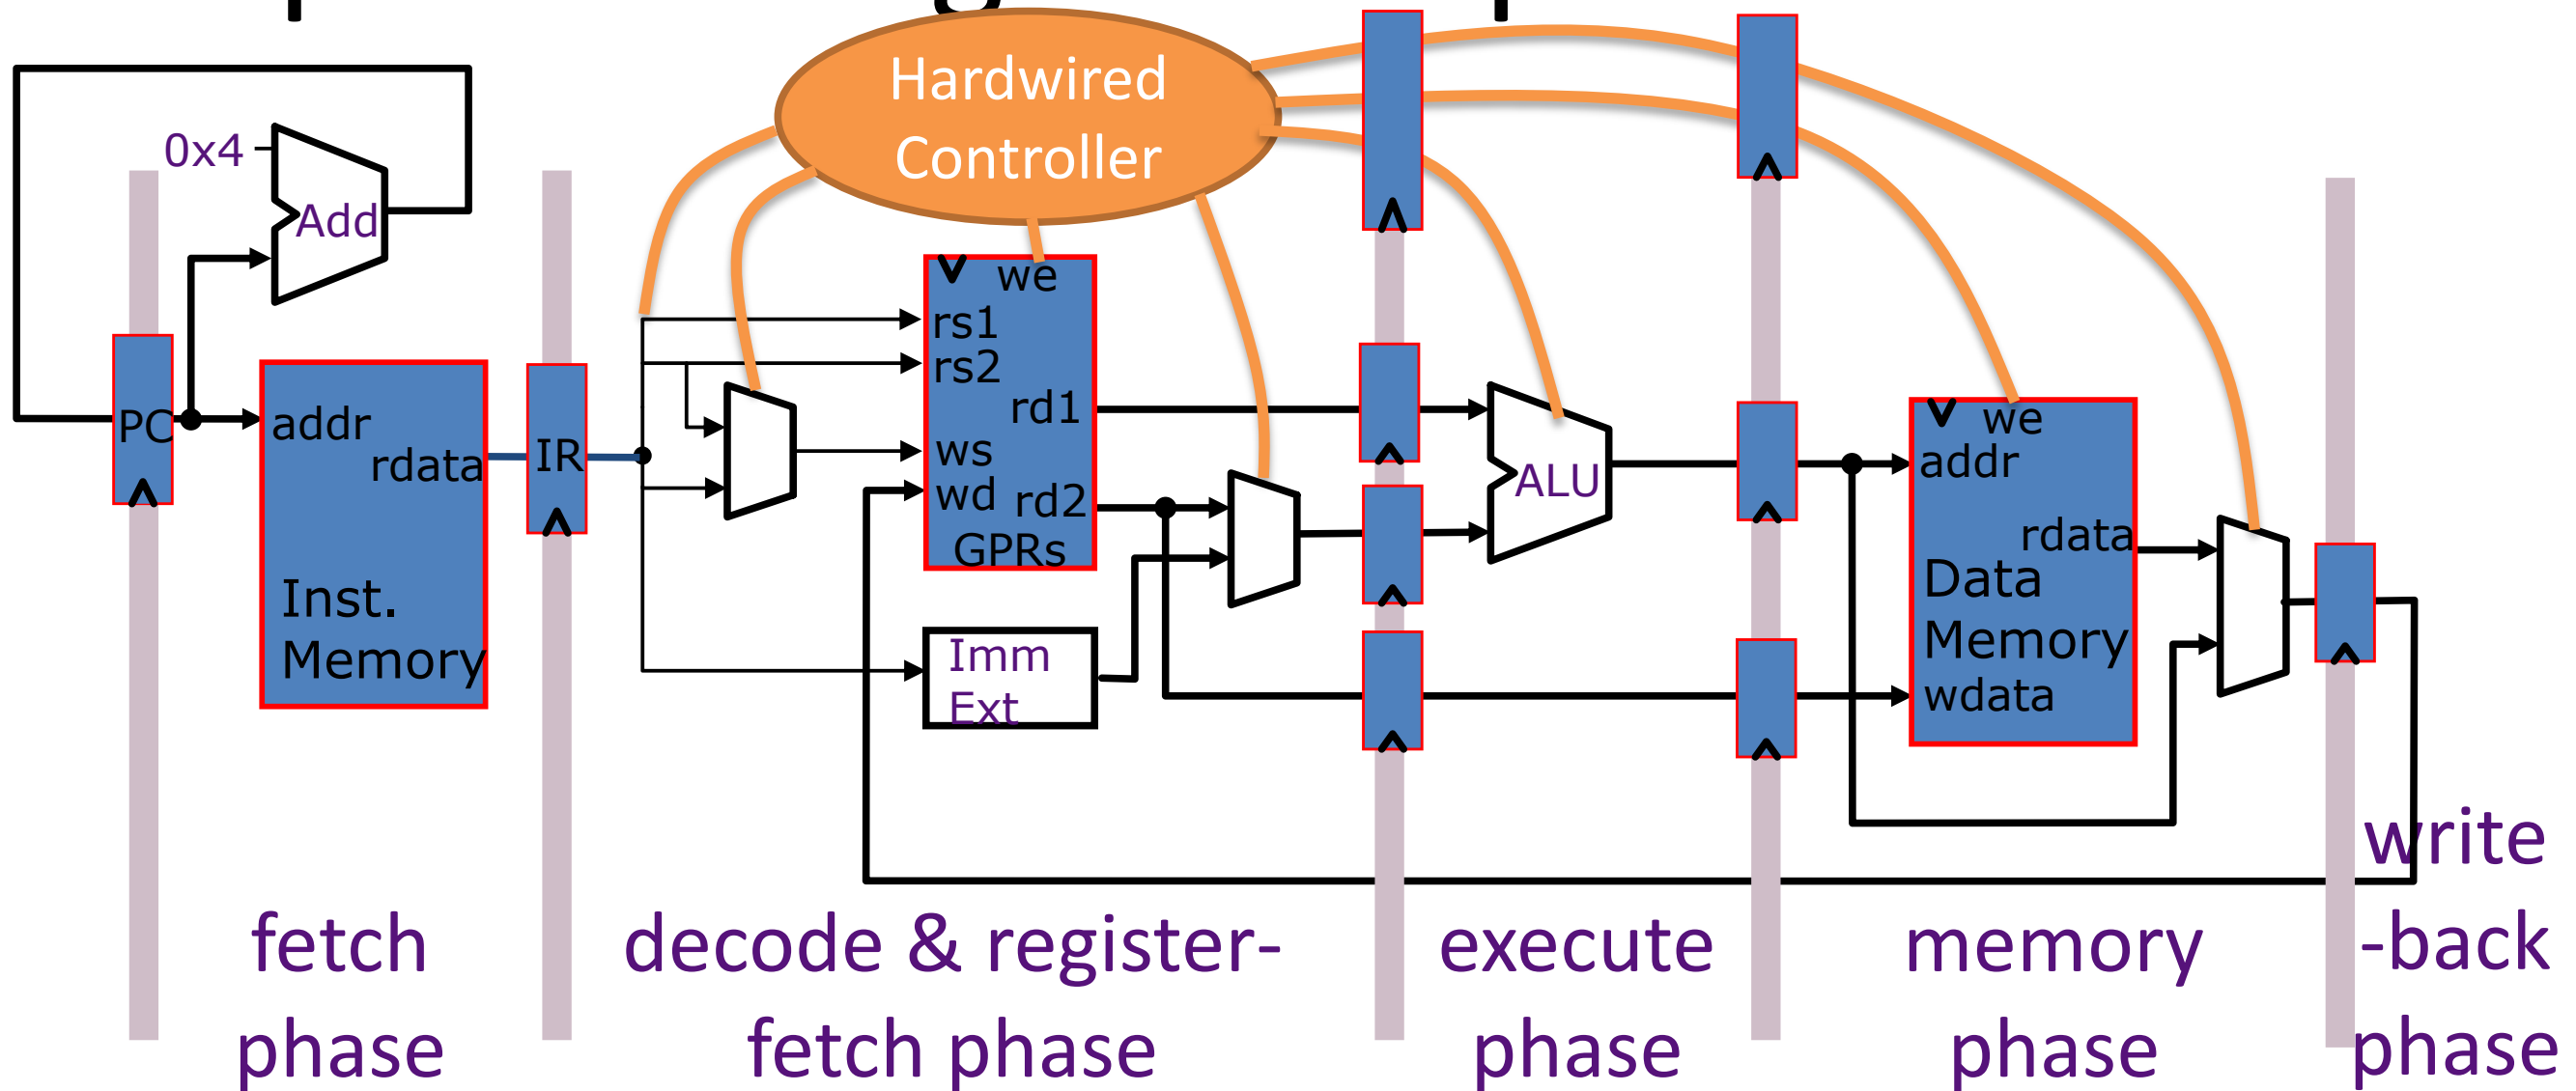 Hardwired
Controller
0x4
Add
PC
addr
rdata
Inst.
Memory
IR
we
rs1
rs2
rd1
ws
wd
rd2
GPRs
Imm
Ext
ALU
we
addr
rdata
Data
Memory
wdata
fetch
phase
decode & register-
fetch phase
execute
phase
memory
phase
write
-back
phase